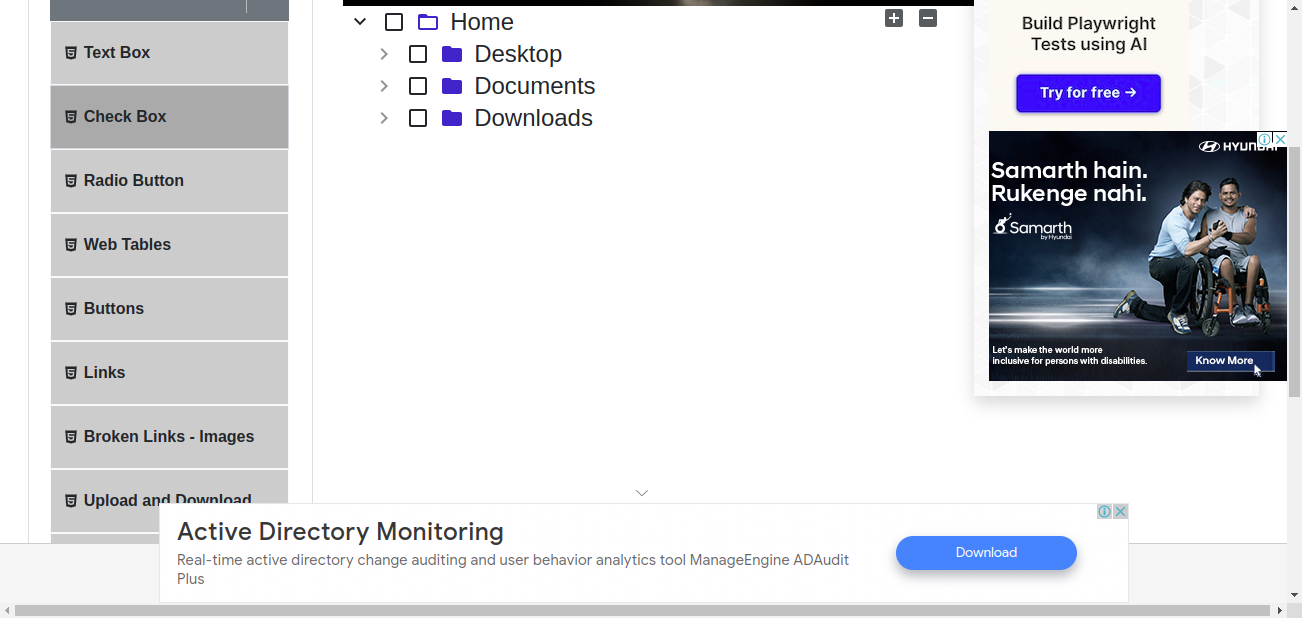 Text Box
Check Box
Radio Button
Web Tables
Buttons
Links
Broken Links - Images
Upload and Download
Home
Desktop
Documents
Downloads
Build Playwright
Tests using AI
Try for free →
HYUNDAI
Samarth hain.
Rukenge nahi.
Samarth
by Hyundai
Let's make the world more
inclusive for persons with disabilities.
Know More
Active Directory Monitoring
Real-time active directory change auditing and user behavior analytics tool ManageEngine ADAudit
Plus
Download